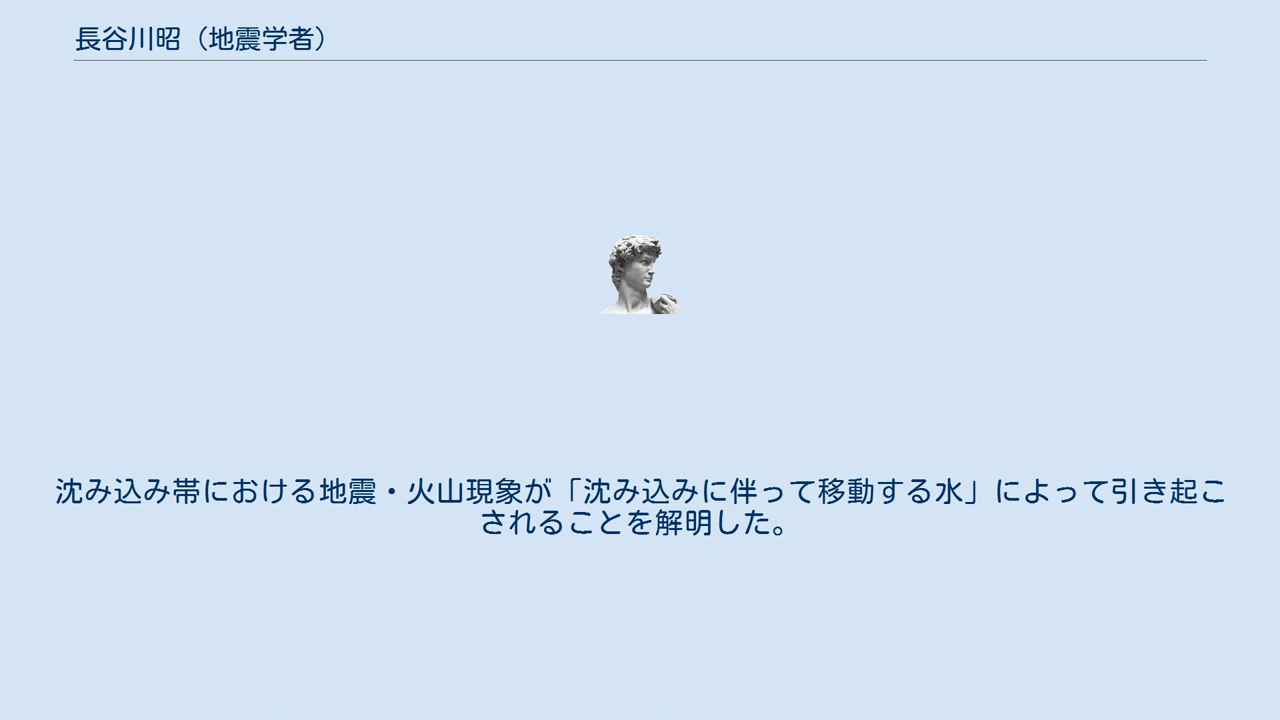 長谷川昭（地震学者）
沈み込み帯における地震・火山現象が「沈み込みに伴って移動する水」によって引き起こ
されることを解明した。